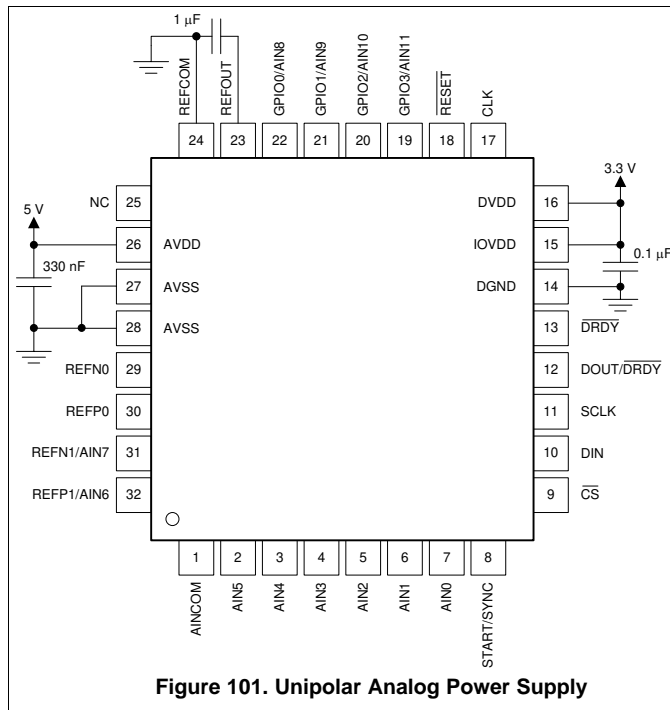 1 μF
REFCOM
REFOUT
GPIO0/AIN8
GPIO1/AIN9
GPIO2/AIN10
GPIO3/AIN11
RESET
CLK
24
23
22
21
20
19
18
17
NC
25
5 V
26
AVDD
330 nF
27
AVSS
28
AVSS
REFN0
29
REFP0
30
REFN1/AIN7
31
REFP1/AIN6
32
3.3 V
DVDD
16
IOVDD
15
0.1 μF
DGND
14
13
DRDY
12
DOUT/DRDY
11
SCLK
10
DIN
9
CS
1
2
3
4
5
6
7
8
AINCOM
AIN5
AIN4
AIN3
AIN2
AIN1
AIN0
START/SYNC
Figure 101. Unipolar Analog Power Supply